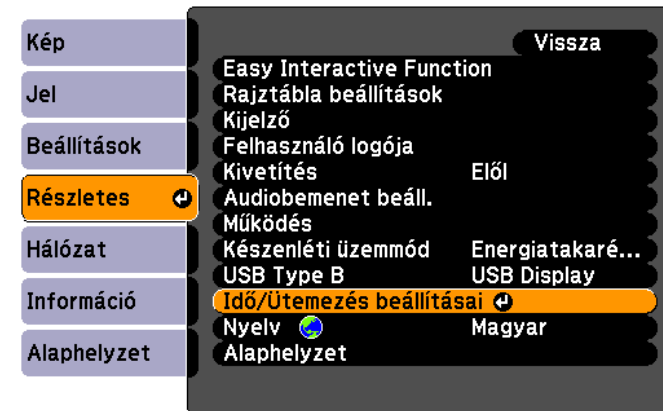 Kép
Jel
Beállítások
Részletes
Hálózat
Információ
Alaphelyzet
Vissza
Easy Interactive Function
Rajztábla beállítások
Kijelző
Felhasználó logója
Kivetítés Elől
Audiobemenet beáll.
Működés
Készenléti üzemmód Energiatakaré...
USB Type B USB Display
Idő/Ütemezés beállításai
Nyelv Magyar
Alaphelyzet